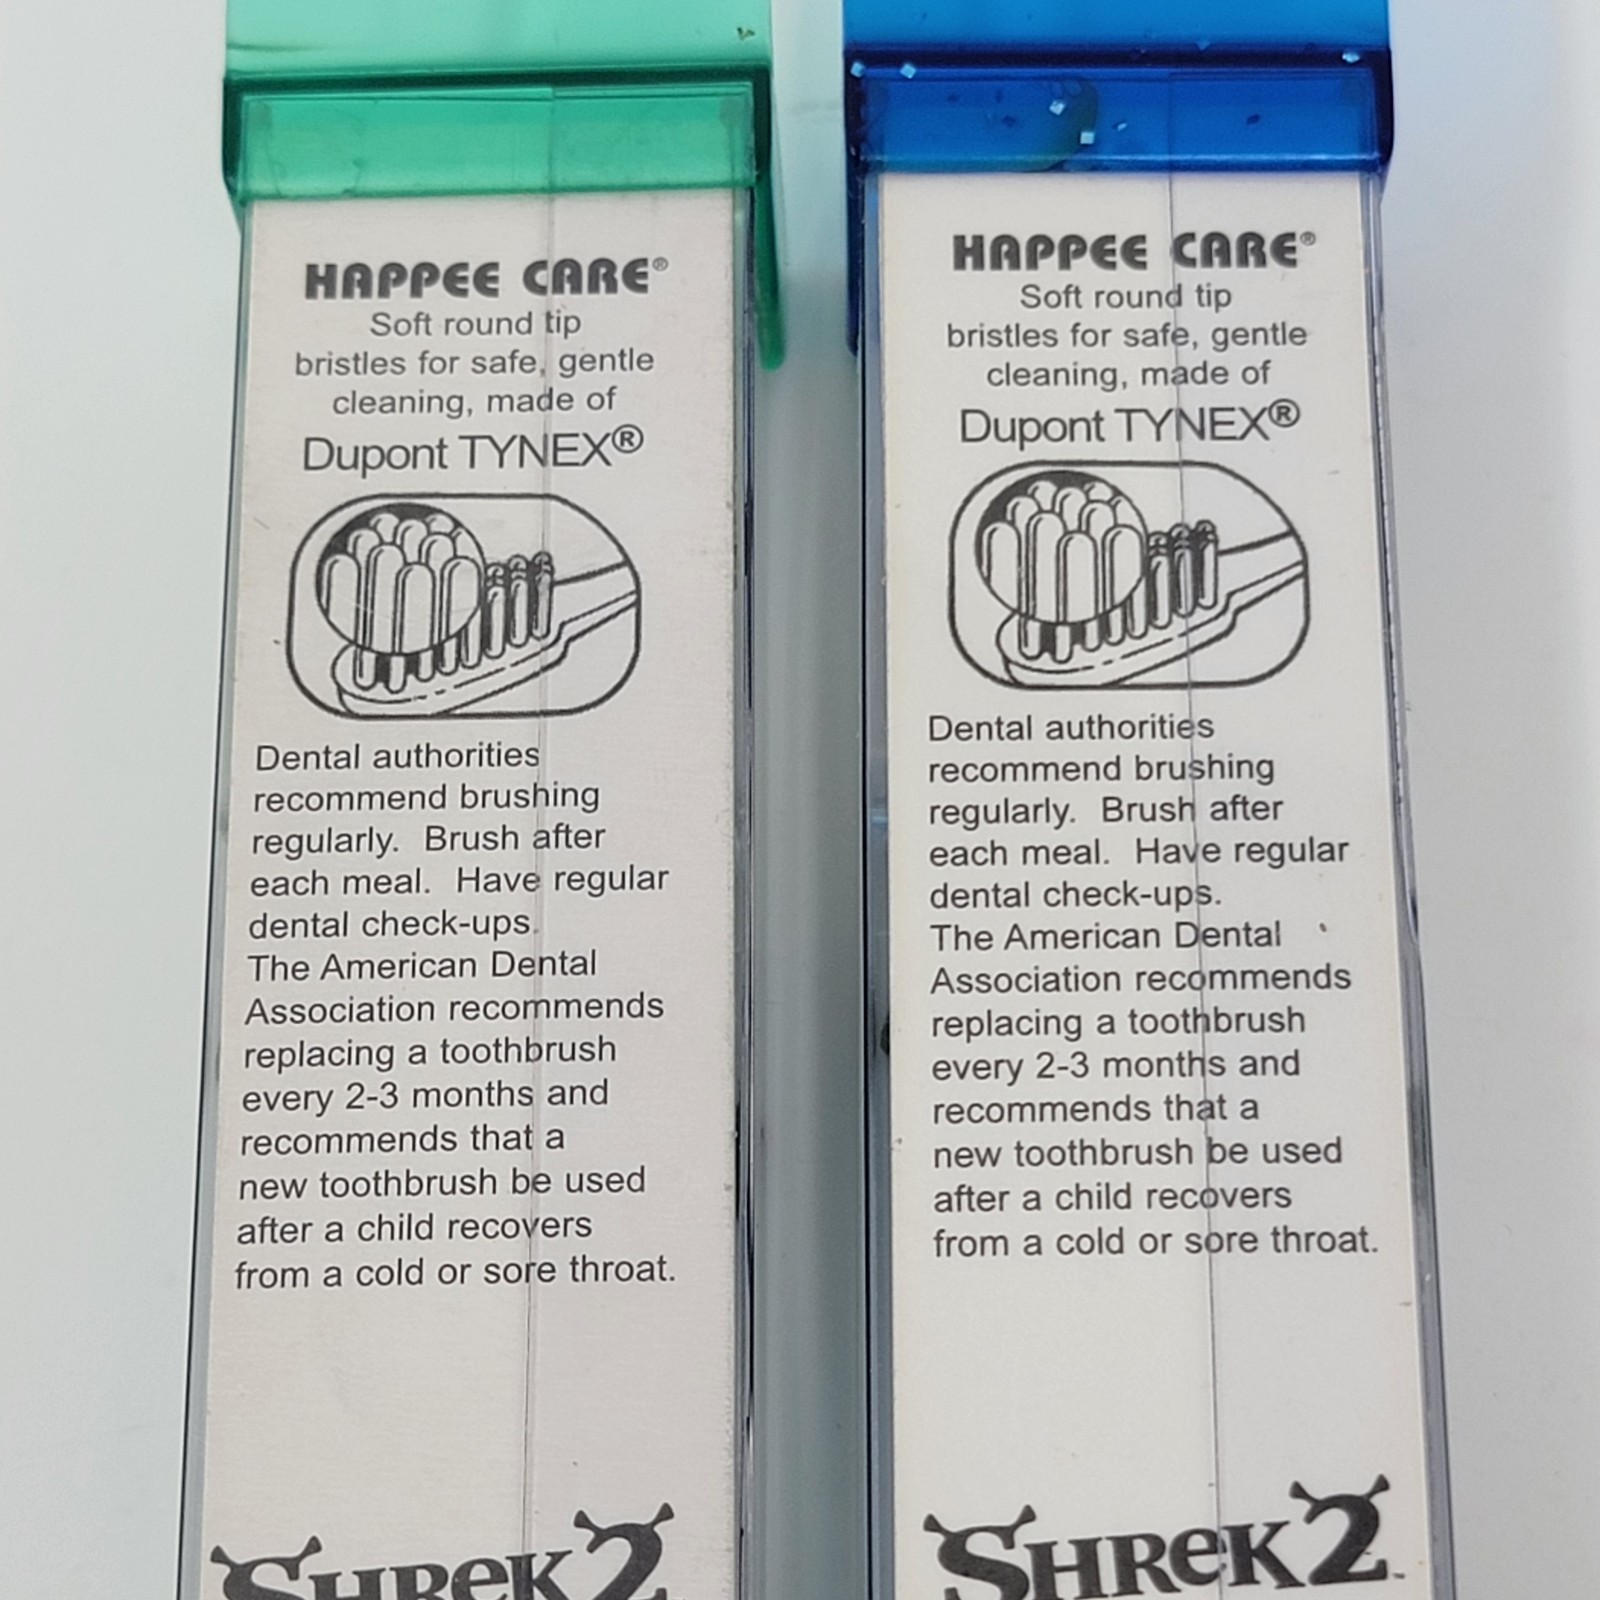 HAPPEE CARE®
Soft round tip
bristles for safe, gentle
cleaning, made of
Dupont TYNEX®
Dental authorities
recommend brushing
regularly. Brush after
each meal. Have regular
dental check-ups.
The American Dental
Association recommends
replacing a toothbrush
every 2-3 months and
recommends that a
new toothbrush be used
after a child recovers
from a cold or sore throat.
SHREK 2
HAPPEE CARE®
Soft round tip
bristles for safe, gentle
cleaning, made of
Dupont TYNEX®
Dental authorities
recommend brushing
regularly. Brush after
each meal. Have regular
dental check-ups.
The American Dental
Association recommends
replacing a toothbrush
every 2-3 months and
recommends that a
new toothbrush be used
after a child recovers
from a cold or sore throat.
SHREK 2